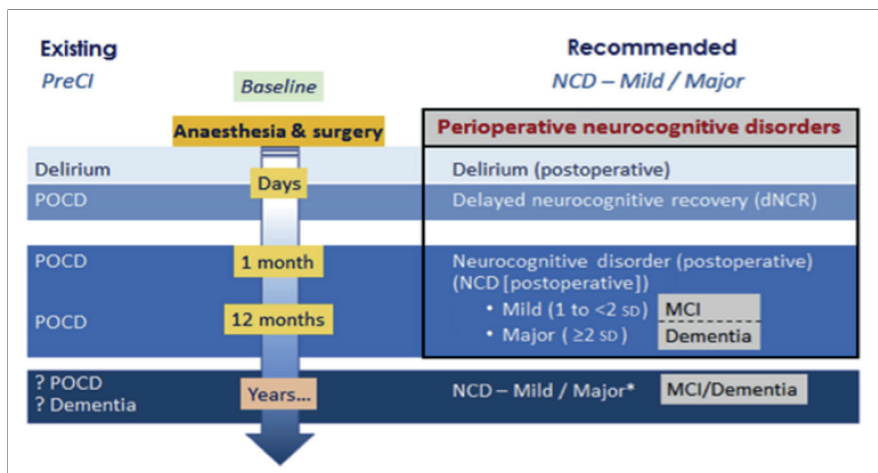 Existing
PreCI
Baseline
Recommended
NCD – Mild / Major
Anaesthesia & surgery
Perioperative neurocognitive disorders
Delirium
Days
Delirium (postoperative)
POCD
Delayed neurocognitive recovery (dNCR)
POCD
1 month
Neurocognitive disorder (postoperative)
(NCD [postoperative])
• Mild (1 to <2 SD)
MCI
POCD
12 months
• Major ( ≥2 SD)
Dementia
? POCD
? Dementia
Years...
NCD – Mild / Major*
MCI/Dementia